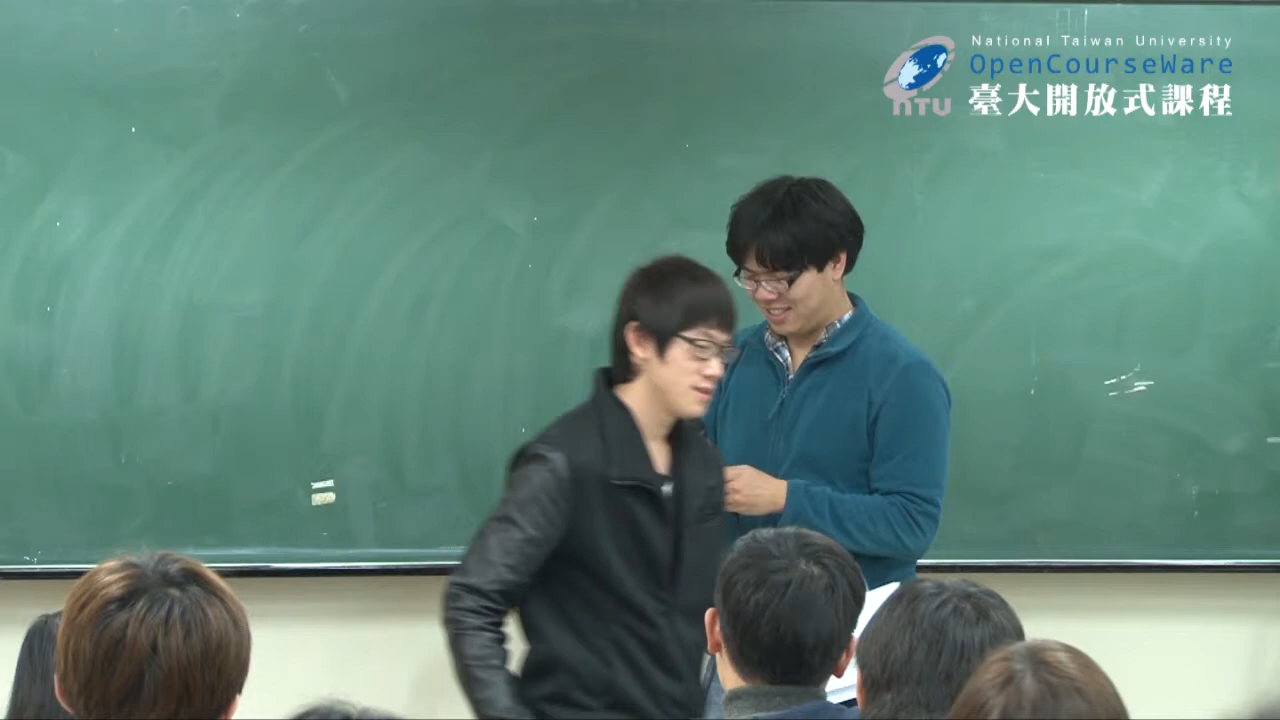 National Taiwan University
OpenCourseWare
NTU
臺大開放式課程